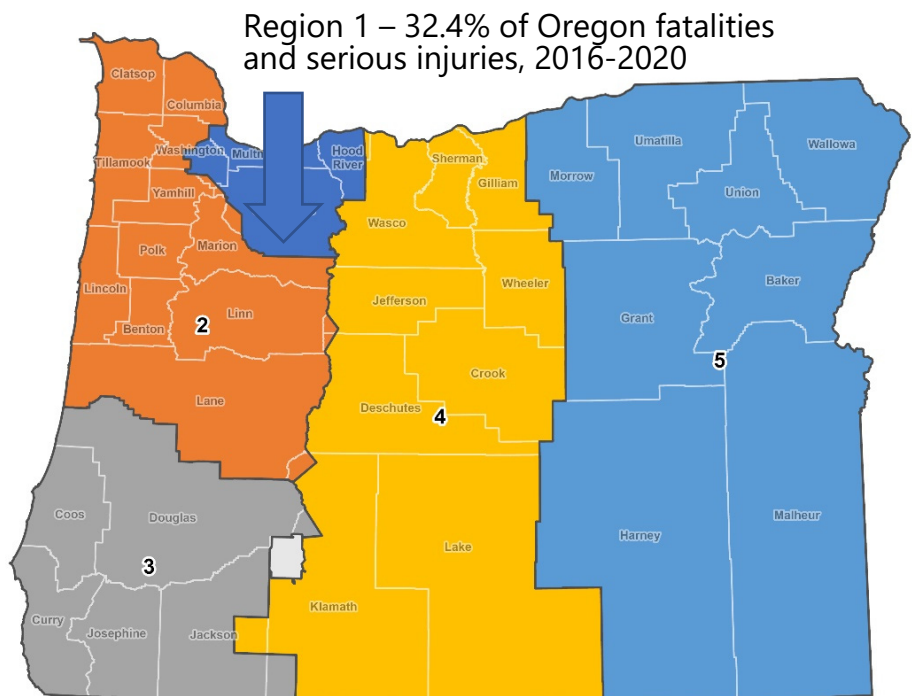 Region 1 – 32.4% of Oregon fatalities
and serious injuries, 2016-2020
Clatsop
Columbia
Tillamook
Washington
Multn
Hood
River
Yamhill
Polk
Marion
Lincoln
Benton
2
Linn
Lane
Sherman
Gilliam
Wasco
Wheeler
Jefferson
Crook
Deschutes
4
Morrow
Umatilla
Wallowa
Union
Baker
Grant
5
Coos
Douglas
3
Curry
Josephine
Jackson
Klamath
Lake
Harney
Malheur